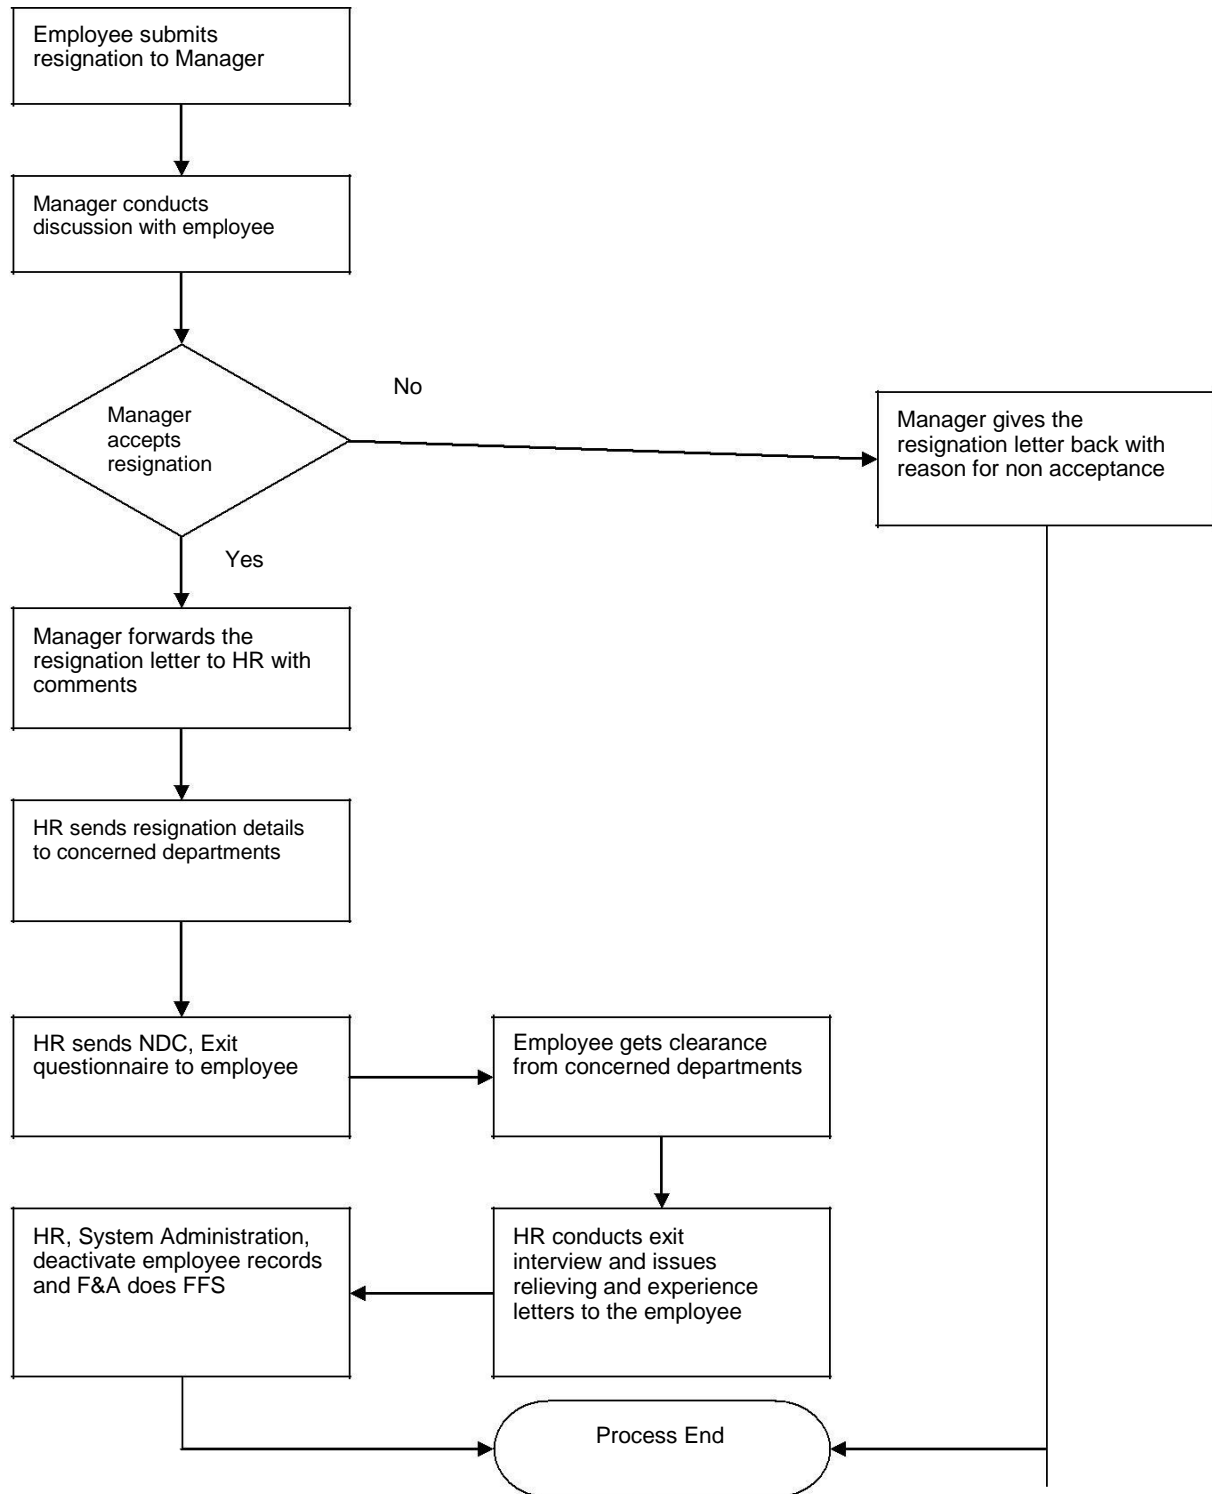 Employee submits
resignation to Manager
Manager conducts
discussion with employee
No
Manager
accepts
resignation
Manager gives the
resignation letter back with
reason for non acceptance
Yes
Manager forwards the
resignation letter to HR with
comments
HR sends resignation details
to concerned departments
HR sends NDC, Exit
questionnaire to employee
Employee gets clearance
from concerned departments
HR, System Administration,
deactivate employee records
and F&A does FFS
HR conducts exit
interview and issues
relieving and experience
letters to the employee
Process End